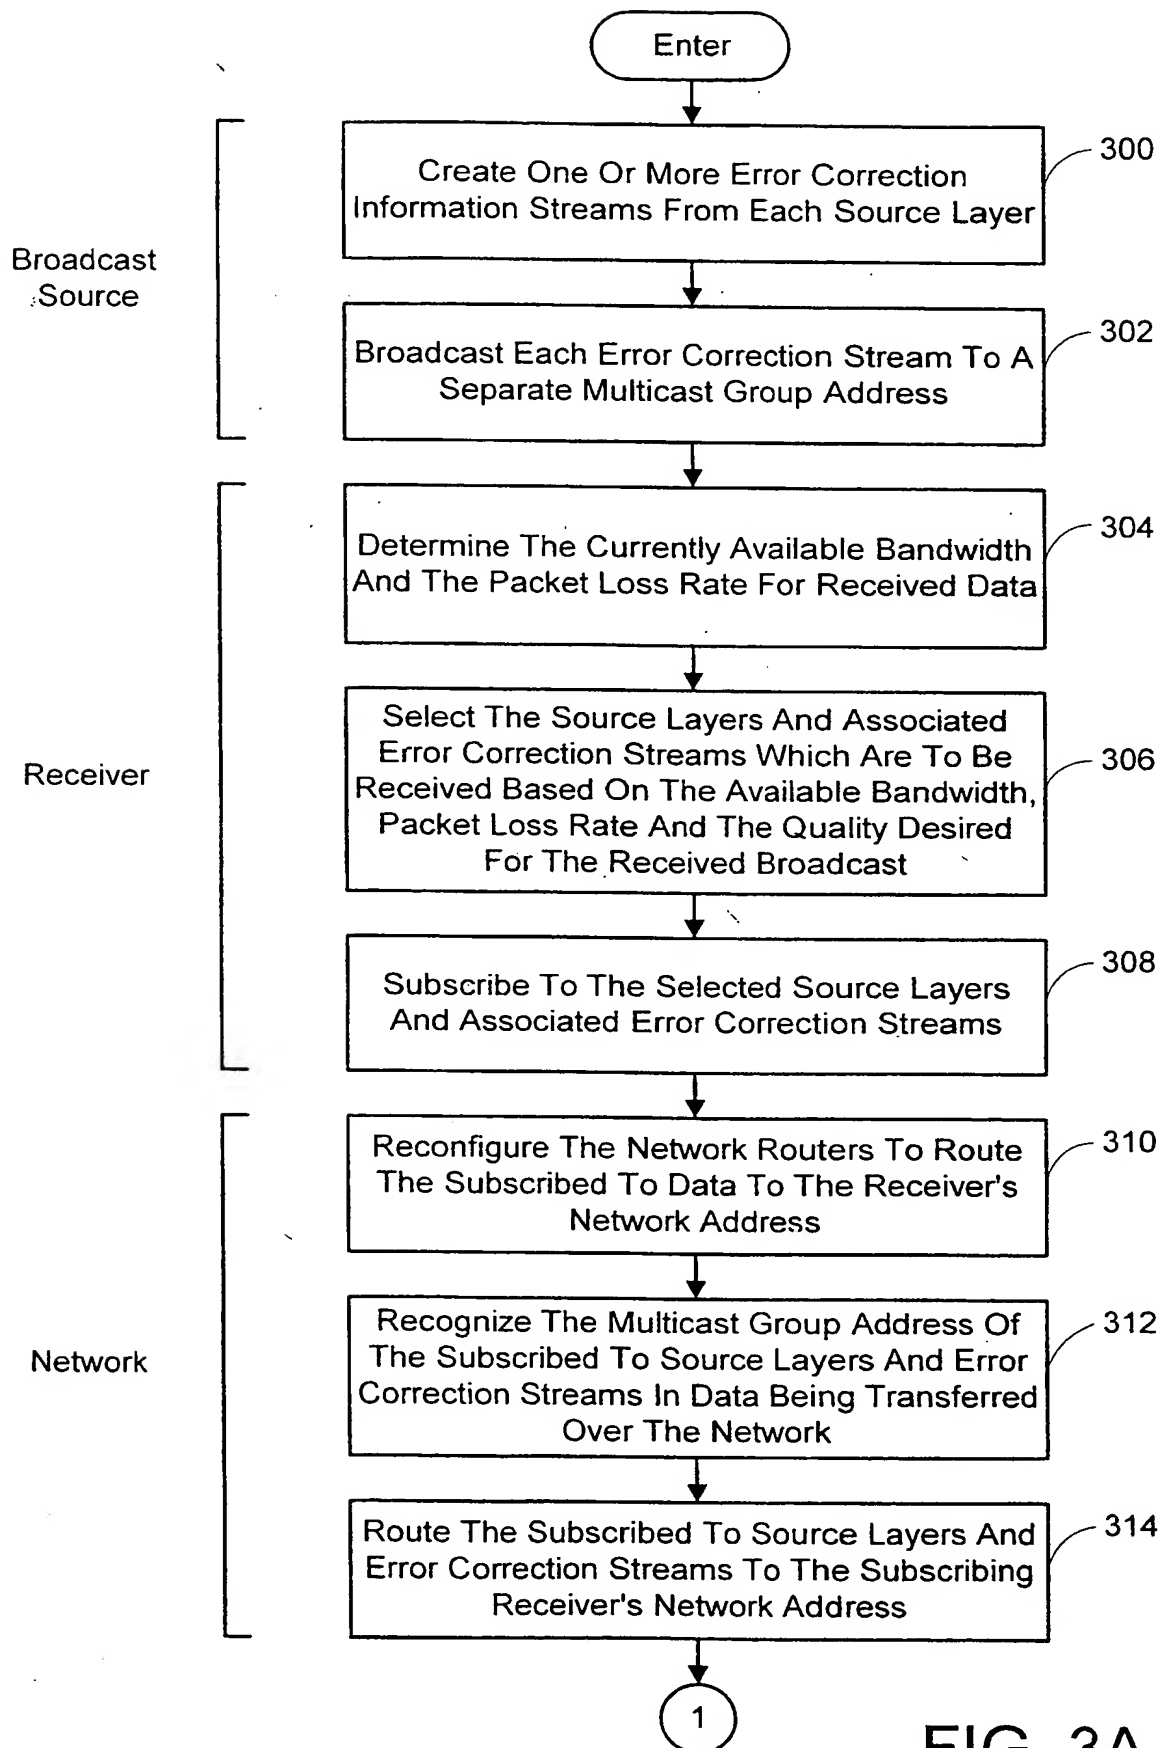 Enter
300
Create One Or More Error Correction
Information Streams From Each Source Layer
Broadcast
Source
302
Broadcast Each Error Correction Stream To A
Separate Multicast Group Address
304
Determine The Currently Available Bandwidth
And The Packet Loss Rate For Received Data
Receiver
306
Select The Source Layers And Associated
Error Correction Streams Which Are To Be
Received Based On The Available Bandwidth,
Packet Loss Rate And The Quality Desired
For The Received Broadcast
308
Subscribe To The Selected Source Layers
And Associated Error Correction Streams
310
Reconfigure The Network Routers To Route
The Subscribed To Data To The Receiver's
Network Address
Network
312
Recognize The Multicast Group Address Of
The Subscribed To Source Layers And Error
Correction Streams In Data Being Transferred
Over The Network
314
Route The Subscribed To Source Layers And
Error Correction Streams To The Subscribing
Receiver's Network Address
1
FIG. 3A